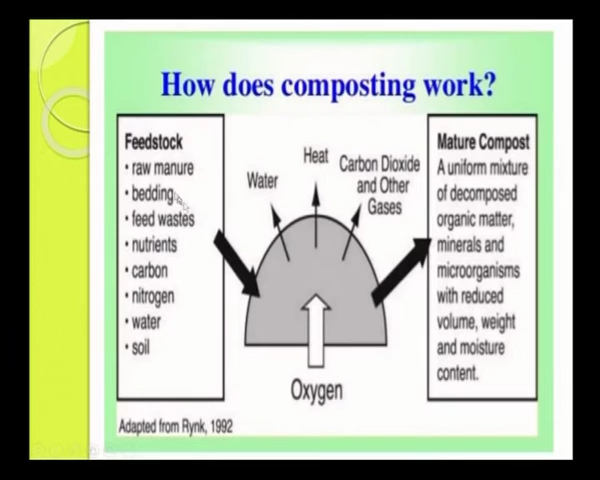 How does composting work?
Feedstock
• raw manure
• bedding
• feed wastes
• nutrients
• carbon
• nitrogen
• water
• soil
Water
Heat
Carbon Dioxide
and Other
Gases
Oxygen
Mature Compost
A uniform mixture
of decomposed
organic matter,
minerals and
microorganisms
with reduced
volume, weight
and moisture
content.
Adapted from Rynk, 1992